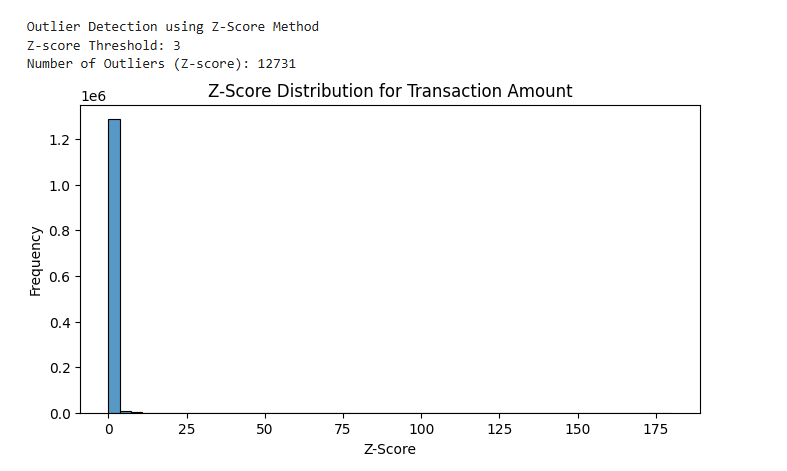 Outlier Detection using Z-Score Method
Z-score Threshold: 3
Number of Outliers (Z-score): 12731
Z-Score Distribution for Transaction Amount
1e6
1.2
1.0
0.8
0.6
0.4
0.2
0.0
Frequency
0 25 50 75 100 125 150 175
Z-Score